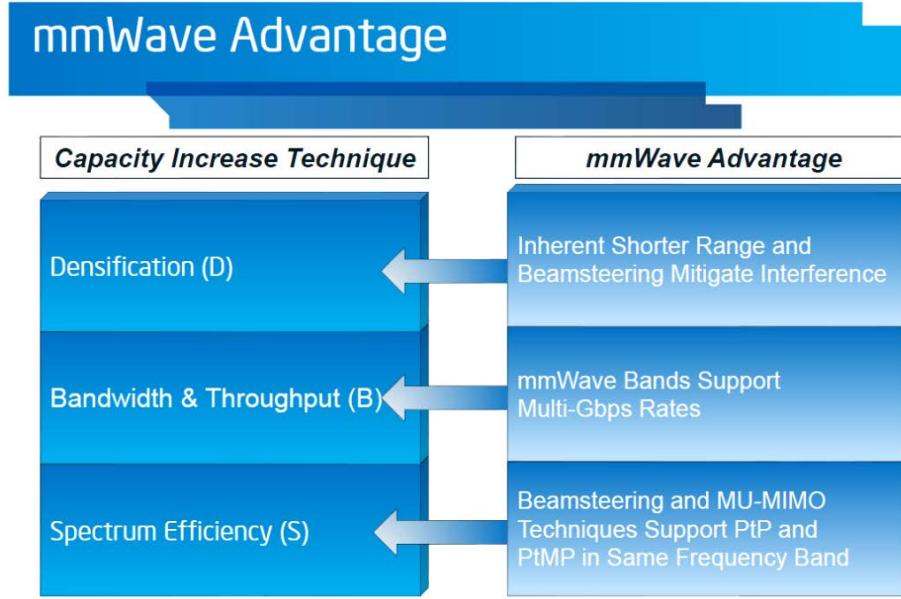 mmWave Advantage
Capacity Increase Technique
mmWave Advantage
Densification (D)
Inherent Shorter Range and
Beamsteering Mitigate Interference
Bandwidth & Throughput (B)
mmWave Bands Support
Multi-Gbps Rates
Spectrum Efficiency (S)
Beamsteering and MU-MIMO
Techniques Support PtP and
PtMP in Same Frequency Band